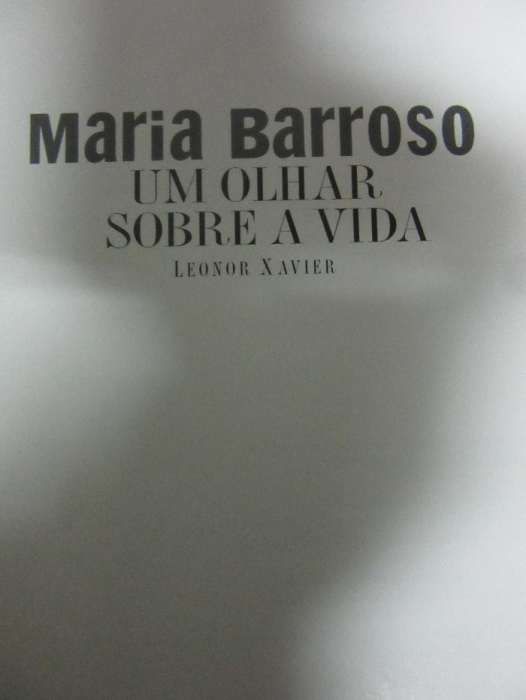 Maria Barroso
UM OLHAR
SOBRE A VIDA
LEONOR XAVIER